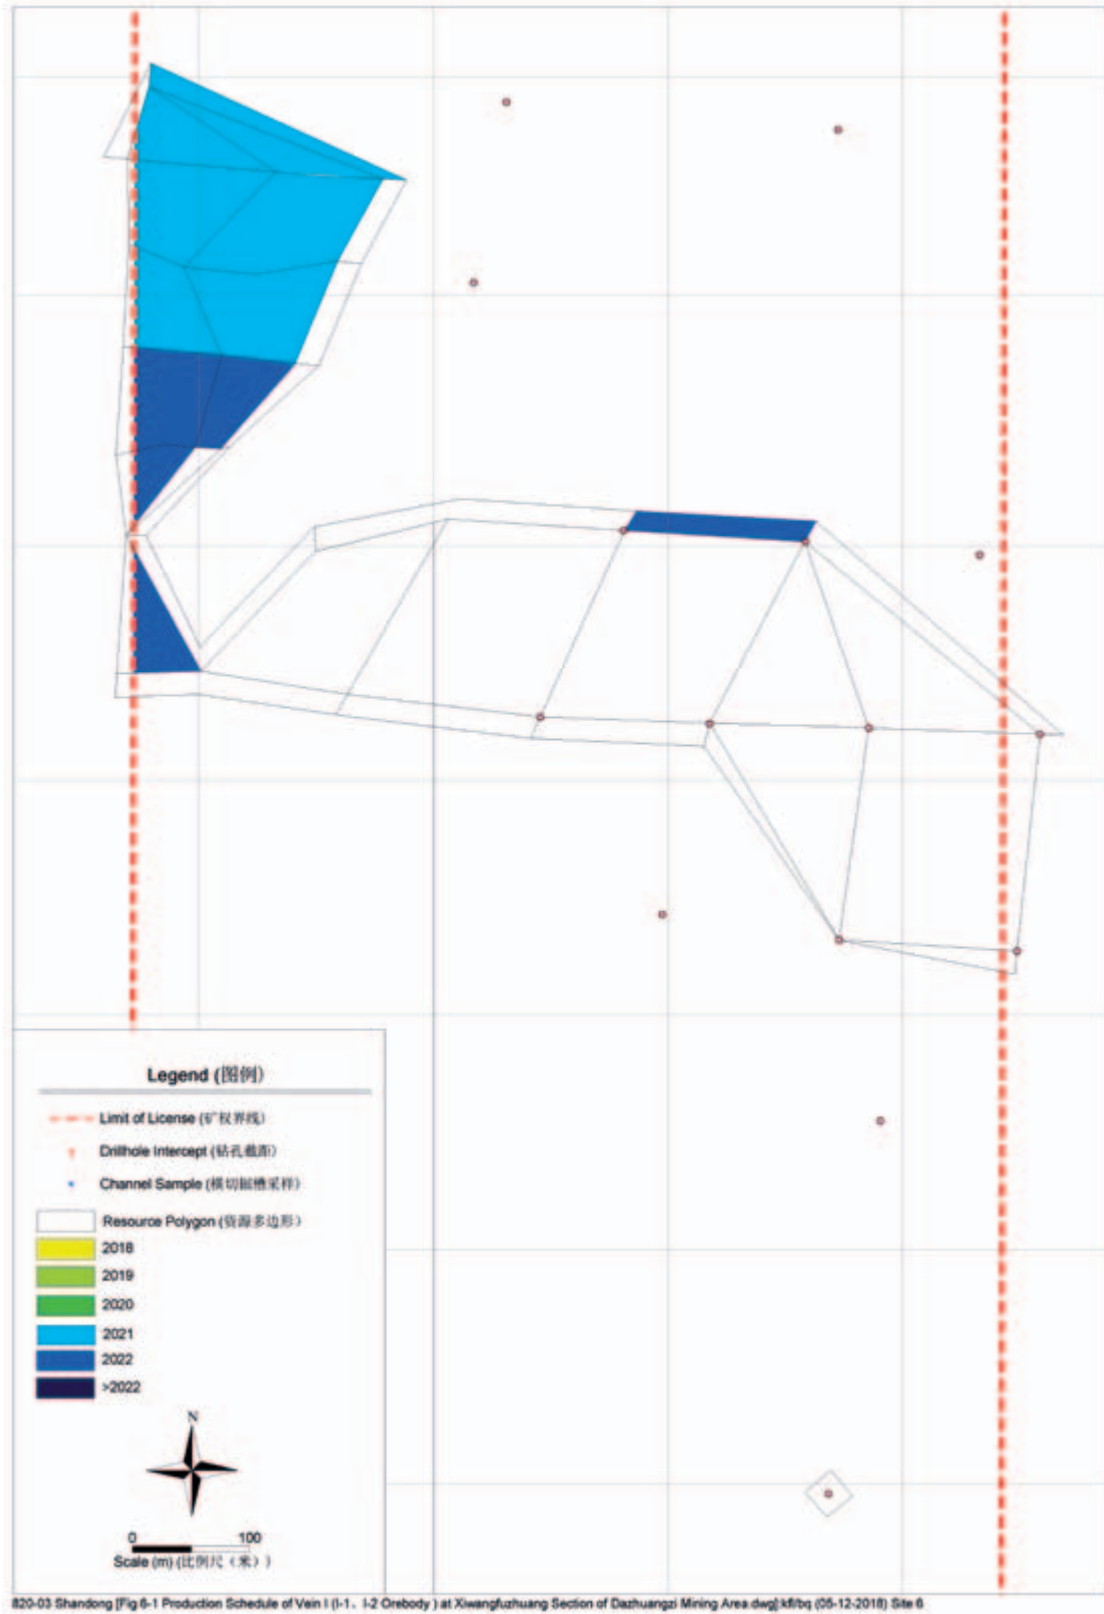 Legend (图例)
Limit of License (矿权界线)
Drillhole Intercept (钻孔截距)
Channel Sample (横切掘槽采样)
Resource Polygon (资源多边形)
2018
2019
2020
2021
2022
>2022
N
0 100
Scale (m) (比例尺（米）)
820-03 Shandong [Fig 6-1 Production Schedule of Vein I (I-1、I-2 Orebody ) at Xiwangfuzhuang Section of Dazhuangzi Mining Area.dwg]:kfl/bq (05-12-2018) Site 6